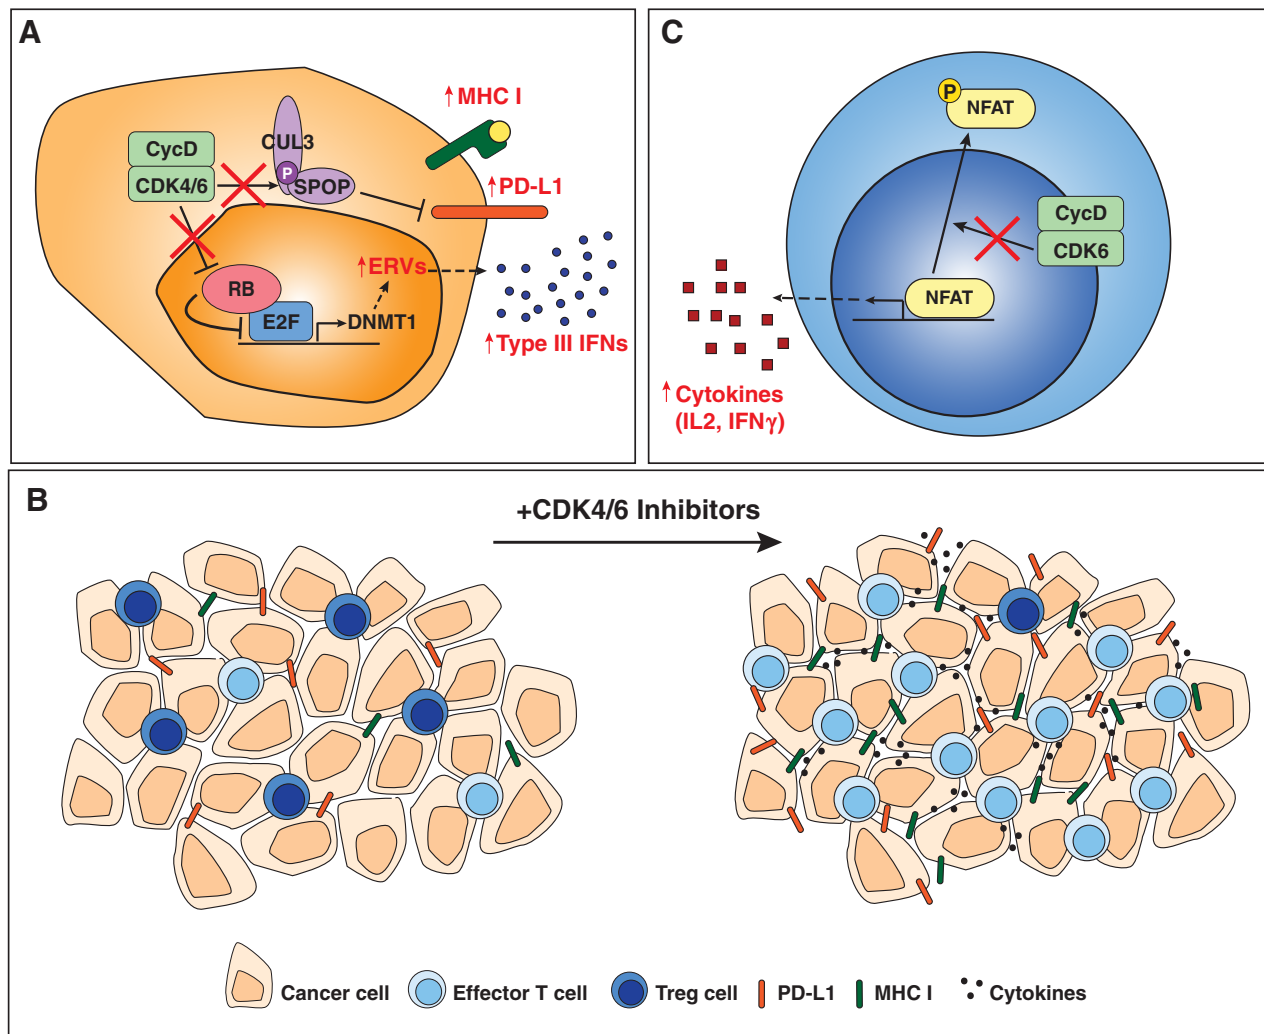 A
↑MHC I
CUL3
CycD
CDK4/6
P
SPOP
↑PD-L1
↑ERVs
RB
E2F
DNMT1
↑Type III IFNs
C
P
NFAT
CycD
CDK6
NFAT
↑Cytokines
(IL2, IFNγ)
B
+CDK4/6 Inhibitors
Cancer cell
Effector T cell
Treg cell
PD-L1
MHC I
Cytokines